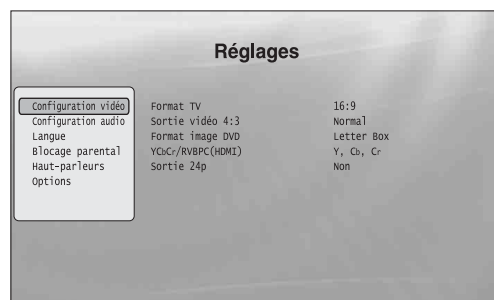 Réglages
Configuration vidéo Format TV 16:9
Configuration audio Sortie vidéo 4:3 Normal
Langue Format image DVD Letter Box
Blocage parental YCbCr/RVBPC(HDMI) Y, Cb, Cr
Haut-parleurs Sortie 24p Non
Options